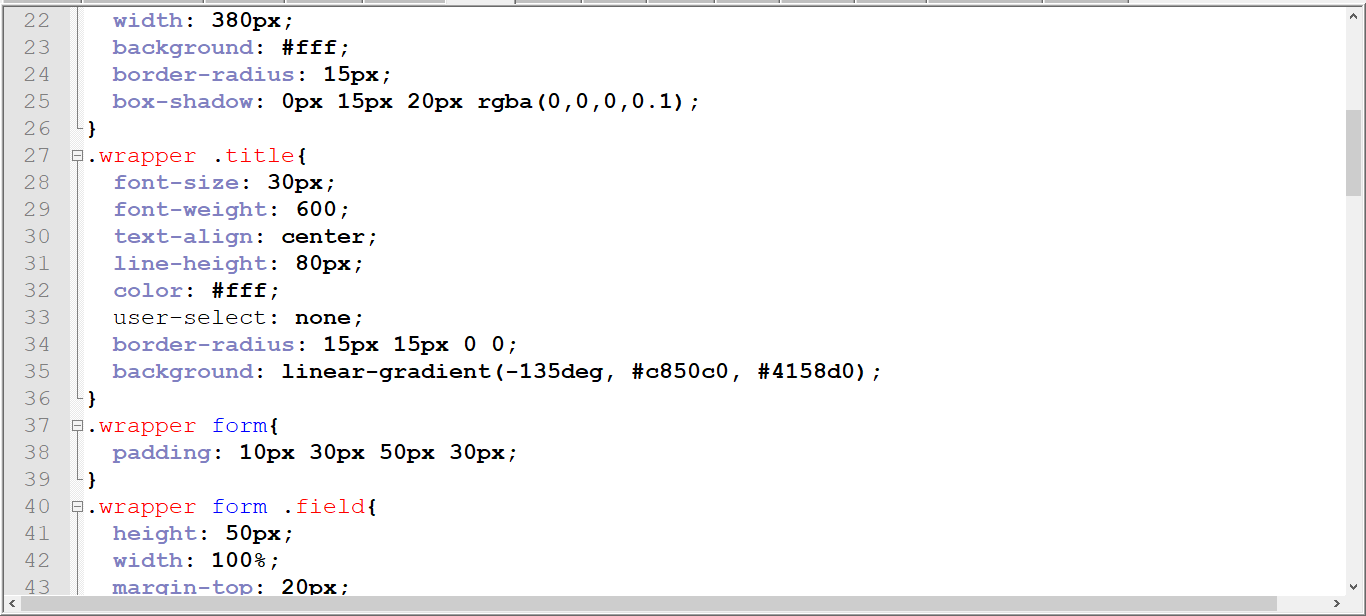 22 width: 380px;
23 background: #fff;
24 border-radius: 15px;
25 box-shadow: 0px 15px 20px rgba(0,0,0,0.1);
26 }
27 .wrapper .title{
28 font-size: 30px;
29 font-weight: 600;
30 text-align: center;
31 line-height: 80px;
32 color: #fff;
33 user-select: none;
34 border-radius: 15px 15px 0 0;
35 background: linear-gradient(-135deg, #c850c0, #4158d0);
36 }
37 .wrapper form{
38 padding: 10px 30px 50px 30px;
39 }
40 .wrapper form .field{
41 height: 50px;
42 width: 100%;
43 margin-top: 20px;